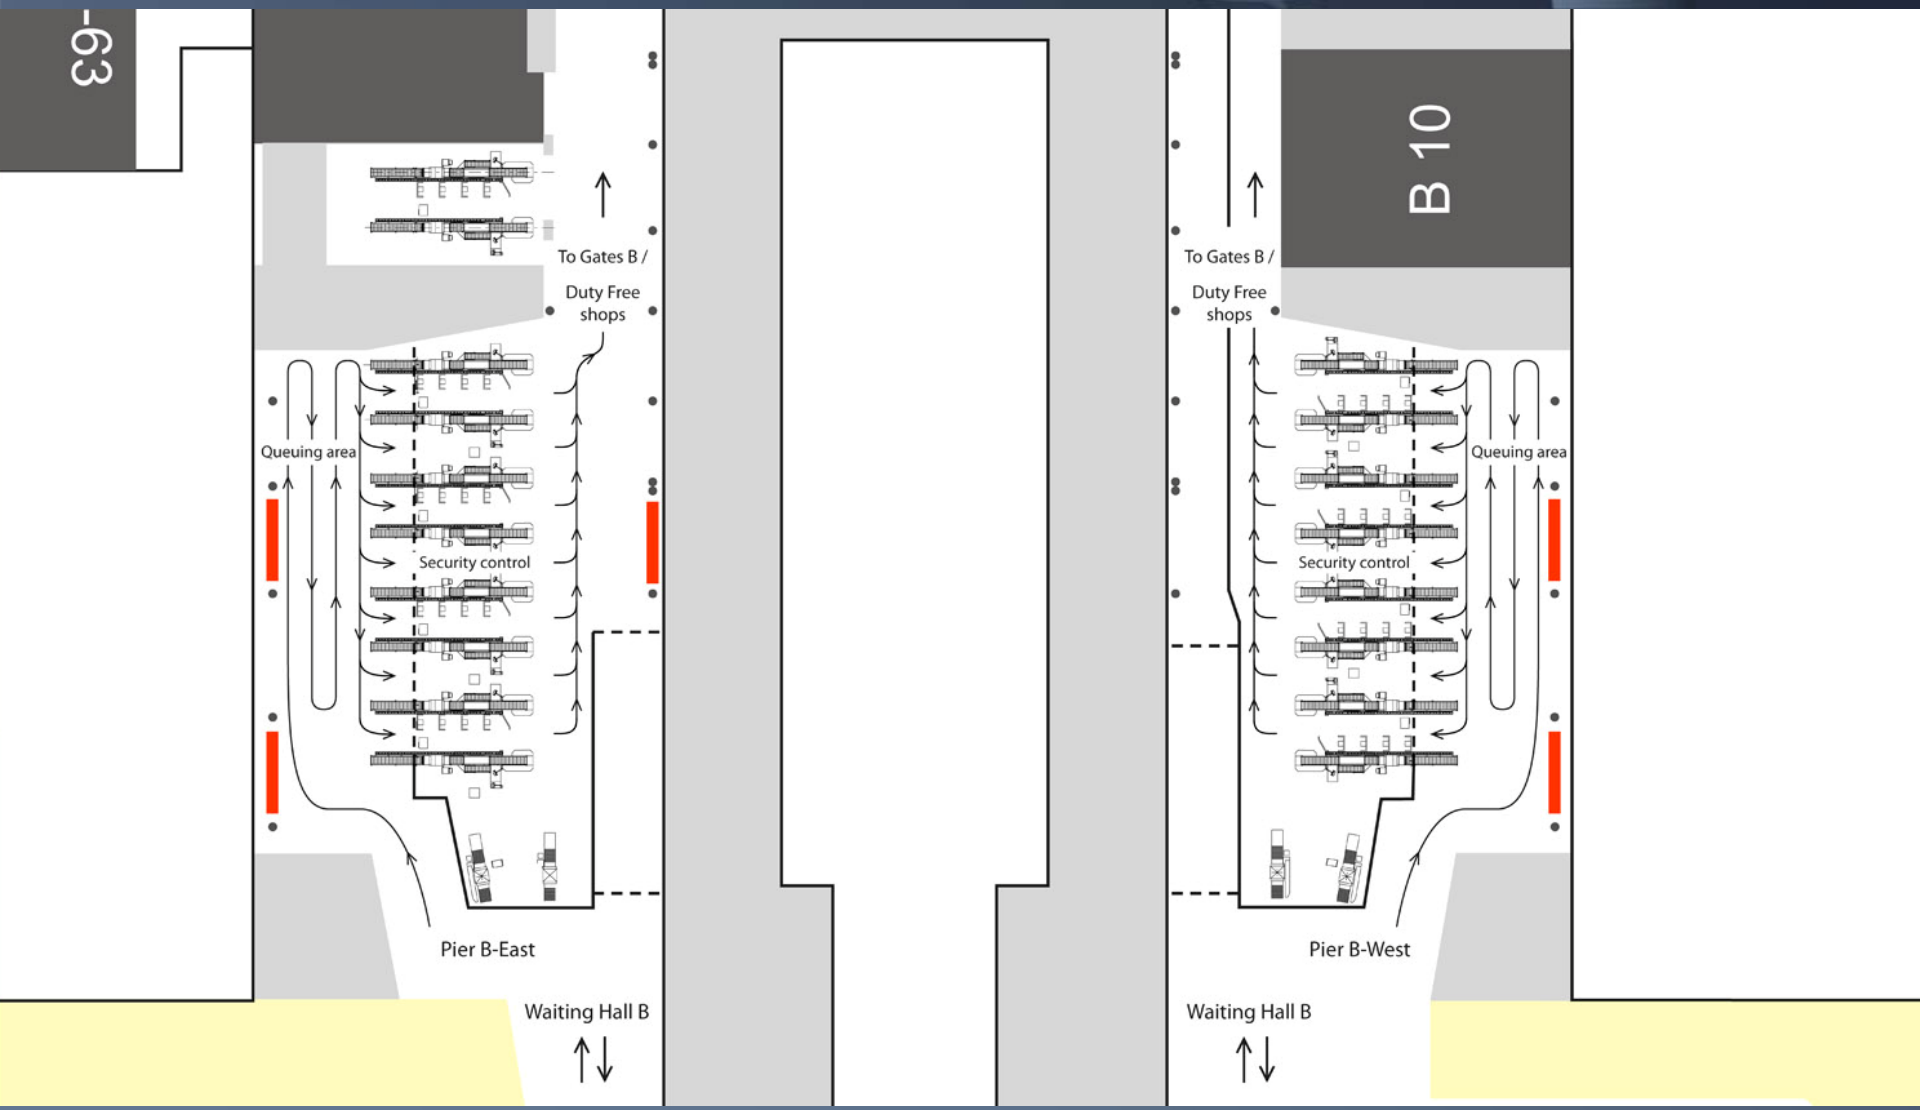 63-
B 10
To Gates B /
Duty Free
shops
To Gates B /
Duty Free
shops
Queuing area
Queuing area
Security control
Security control
Pier B-East
Pier B-West
Waiting Hall B
Waiting Hall B